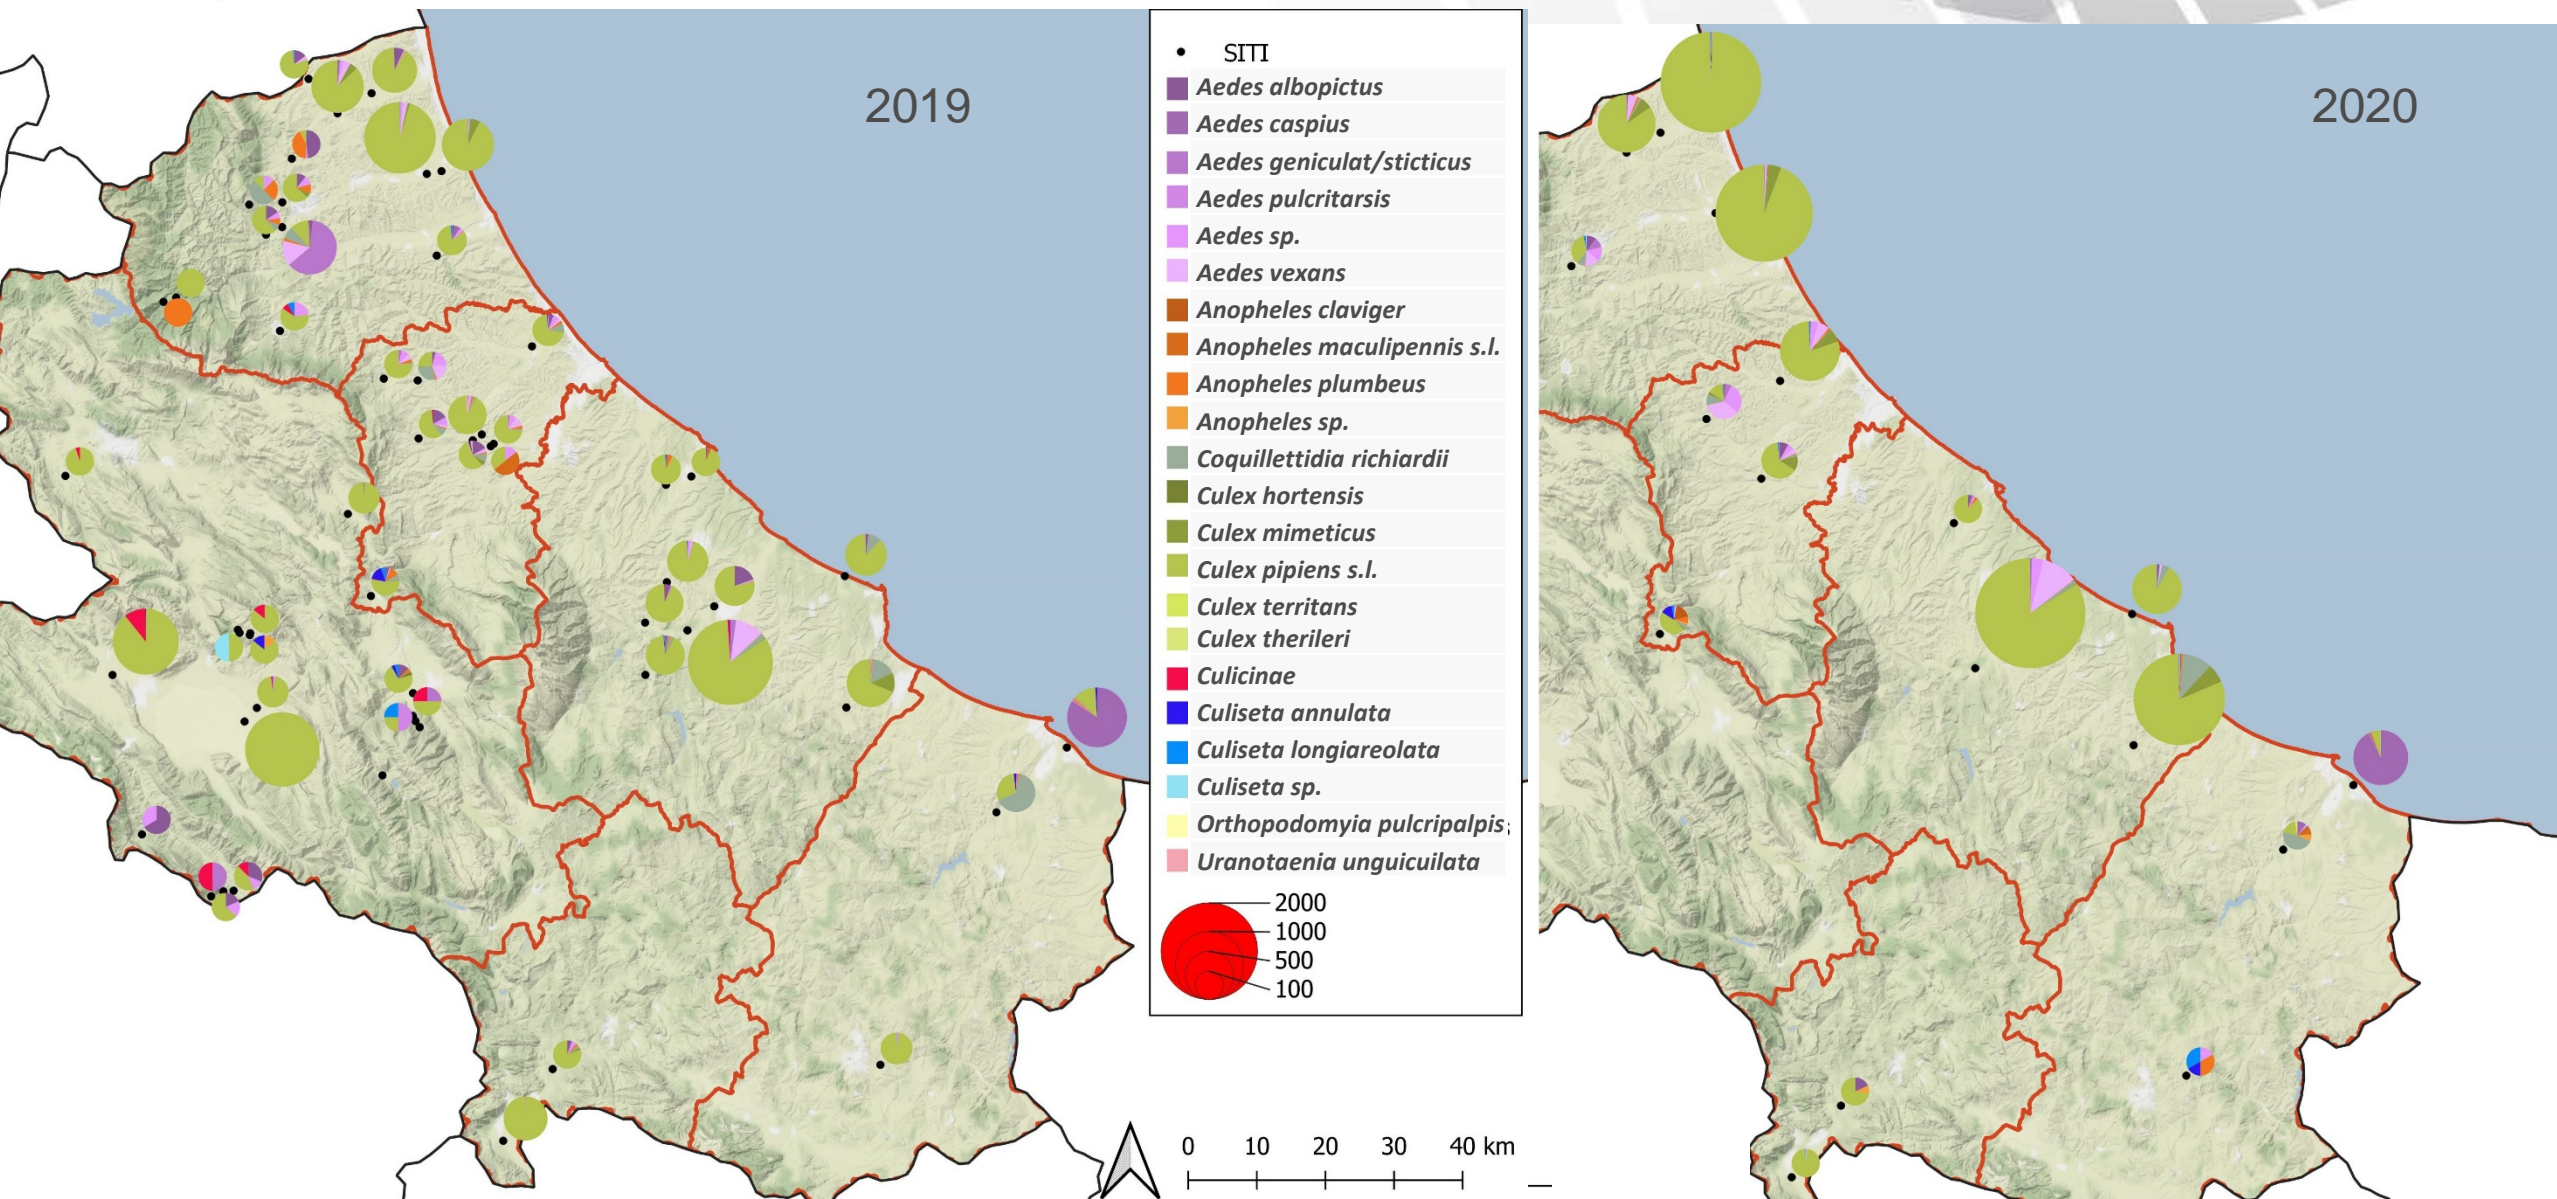 2019
SITI
Aedes albopictus
Aedes caspius
Aedes geniculat/sticticus
Aedes pulcritarsis
Aedes sp.
Aedes vexans
Anopheles claviger
Anopheles maculipennis s.l.
Anopheles plumbeus
Anopheles sp.
Coquillettidia richiardii
Culex hortensis
Culex mimeticus
Culex pipiens s.l.
Culex territans
Culex therileri
Culicinae
Culiseta annulata
Culiseta longiareolata
Culiseta sp.
Orthopodomyia pulcripalpis
Uranotaenia unguicuilata
2000
1000
500
100
0 10 20 30 40 km
2020